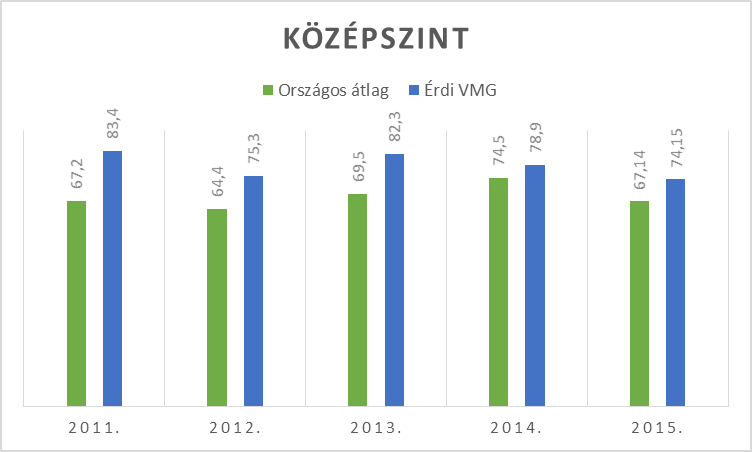 KÖZÉPSZINT
Országos átlag Érdi VMG
67,2 83,4 64,4 75,3 69,5 82,3 74,5 78,9 67,14 74,15
2011. 2012. 2013. 2014. 2015.